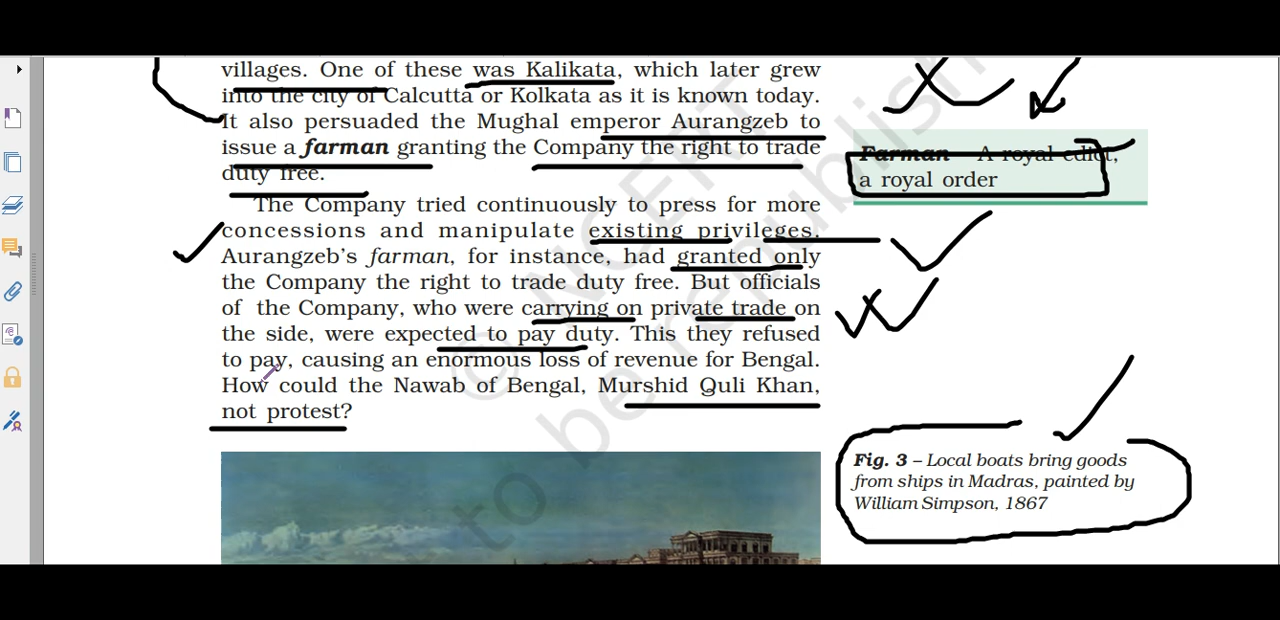 villages. One of these was Kalikata, which later grew
into the city of Calcutta or Kolkata as it is known today.
It also persuaded the Mughal emperor Aurangzeb to
issue a farman granting the Company the right to trade
duty free.
The Company tried continuously to press for more
concessions and manipulate existing privileges.
Aurangzeb's farman, for instance, had granted only
the Company the right to trade duty free. But officials
of the Company, who were carrying on private trade on
the side, were expected to pay duty. This they refused
to pay, causing an enormous loss of revenue for Bengal.
How could the Nawab of Bengal, Murshid Quli Khan,
not protest?
Farman – A royal edict,
a royal order
Fig. 3 – Local boats bring goods
from ships in Madras, painted by
William Simpson, 1867
© NCERT
to be republish